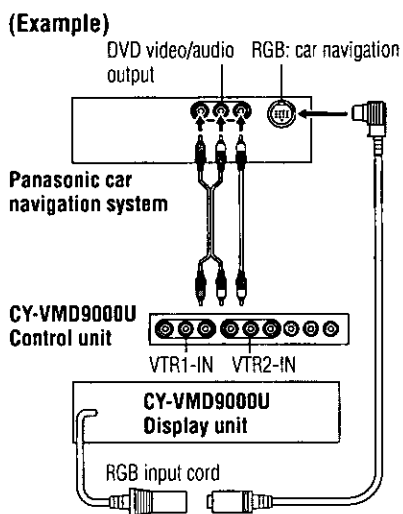 (Example)
DVD video/audio output
RGB: car navigation
Panasonic car
navigation system
CY-VMD9000U
Control unit
VTR1-IN
VTR2-IN
CY-VMD9000U
Display unit
RGB input cord